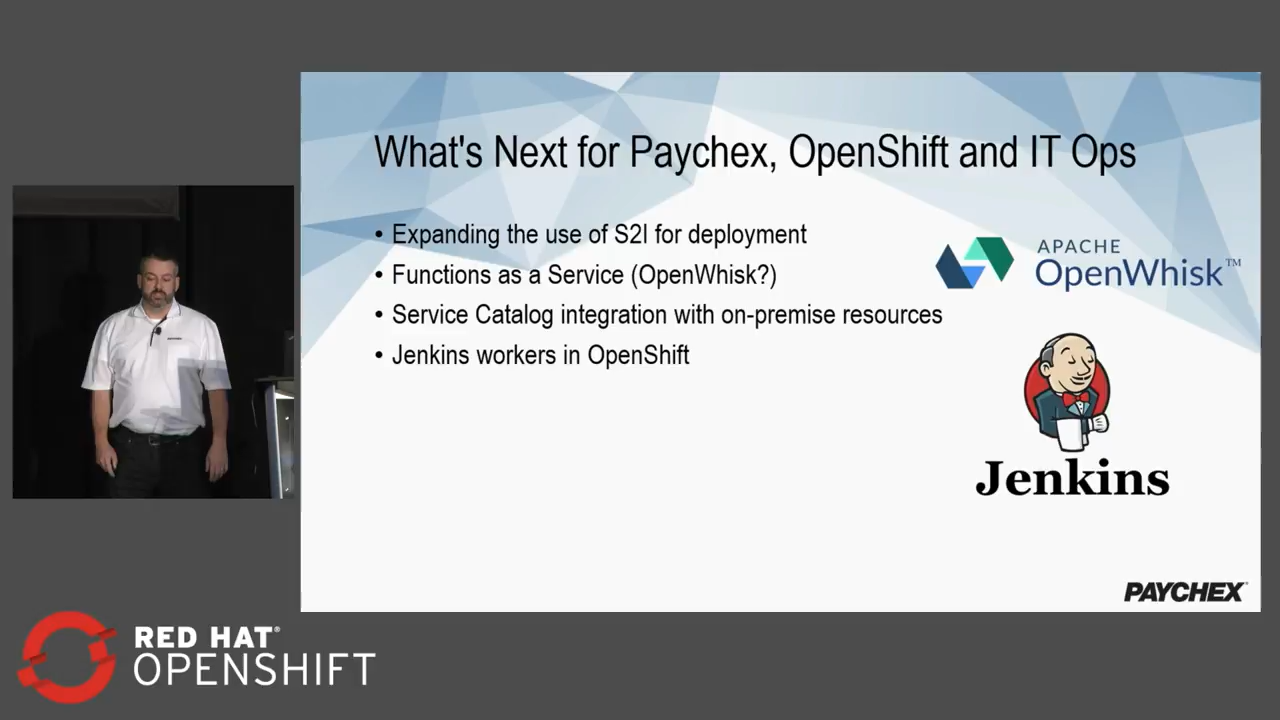 What's Next for Paychex, OpenShift and IT Ops
• Expanding the use of S2I for deployment
• Functions as a Service (OpenWhisk?)
• Service Catalog integration with on-premise resources
• Jenkins workers in OpenShift
APACHE
OpenWhisk™
Jenkins
PAYCHEX®
RED HAT®
OPENSHIFT